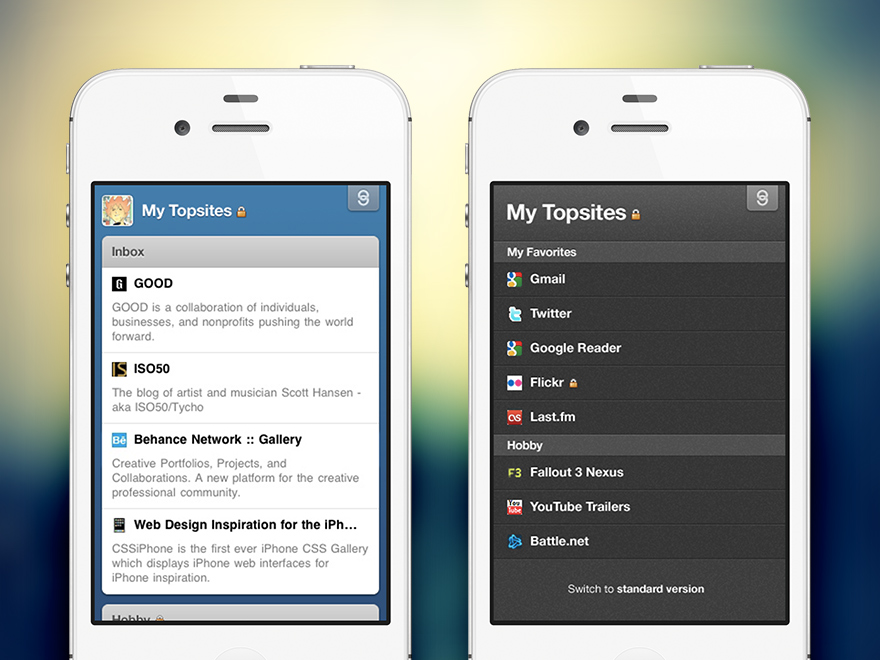 My Topsites
Inbox
GOOD
GOOD is a collaboration of individuals,
businesses, and nonprofits pushing the world
forward.
ISO50
The blog of artist and musician Scott Hansen -
aka ISO50/Tycho
Bē Behance Network :: Gallery
Creative Portfolios, Projects, and
Collaborations. A new platform for the creative
professional community.
Web Design Inspiration for the iPh...
CSSiPhone is the first ever iPhone CSS Gallery
which displays iPhone web interfaces for
iPhone inspiration.
Hobby
My Topsites
My Favorites
Gmail
Twitter
Google Reader
Flickr
Last.fm
Hobby
F3 Fallout 3 Nexus
You Tube YouTube Trailers
Battle.net
Switch to standard version